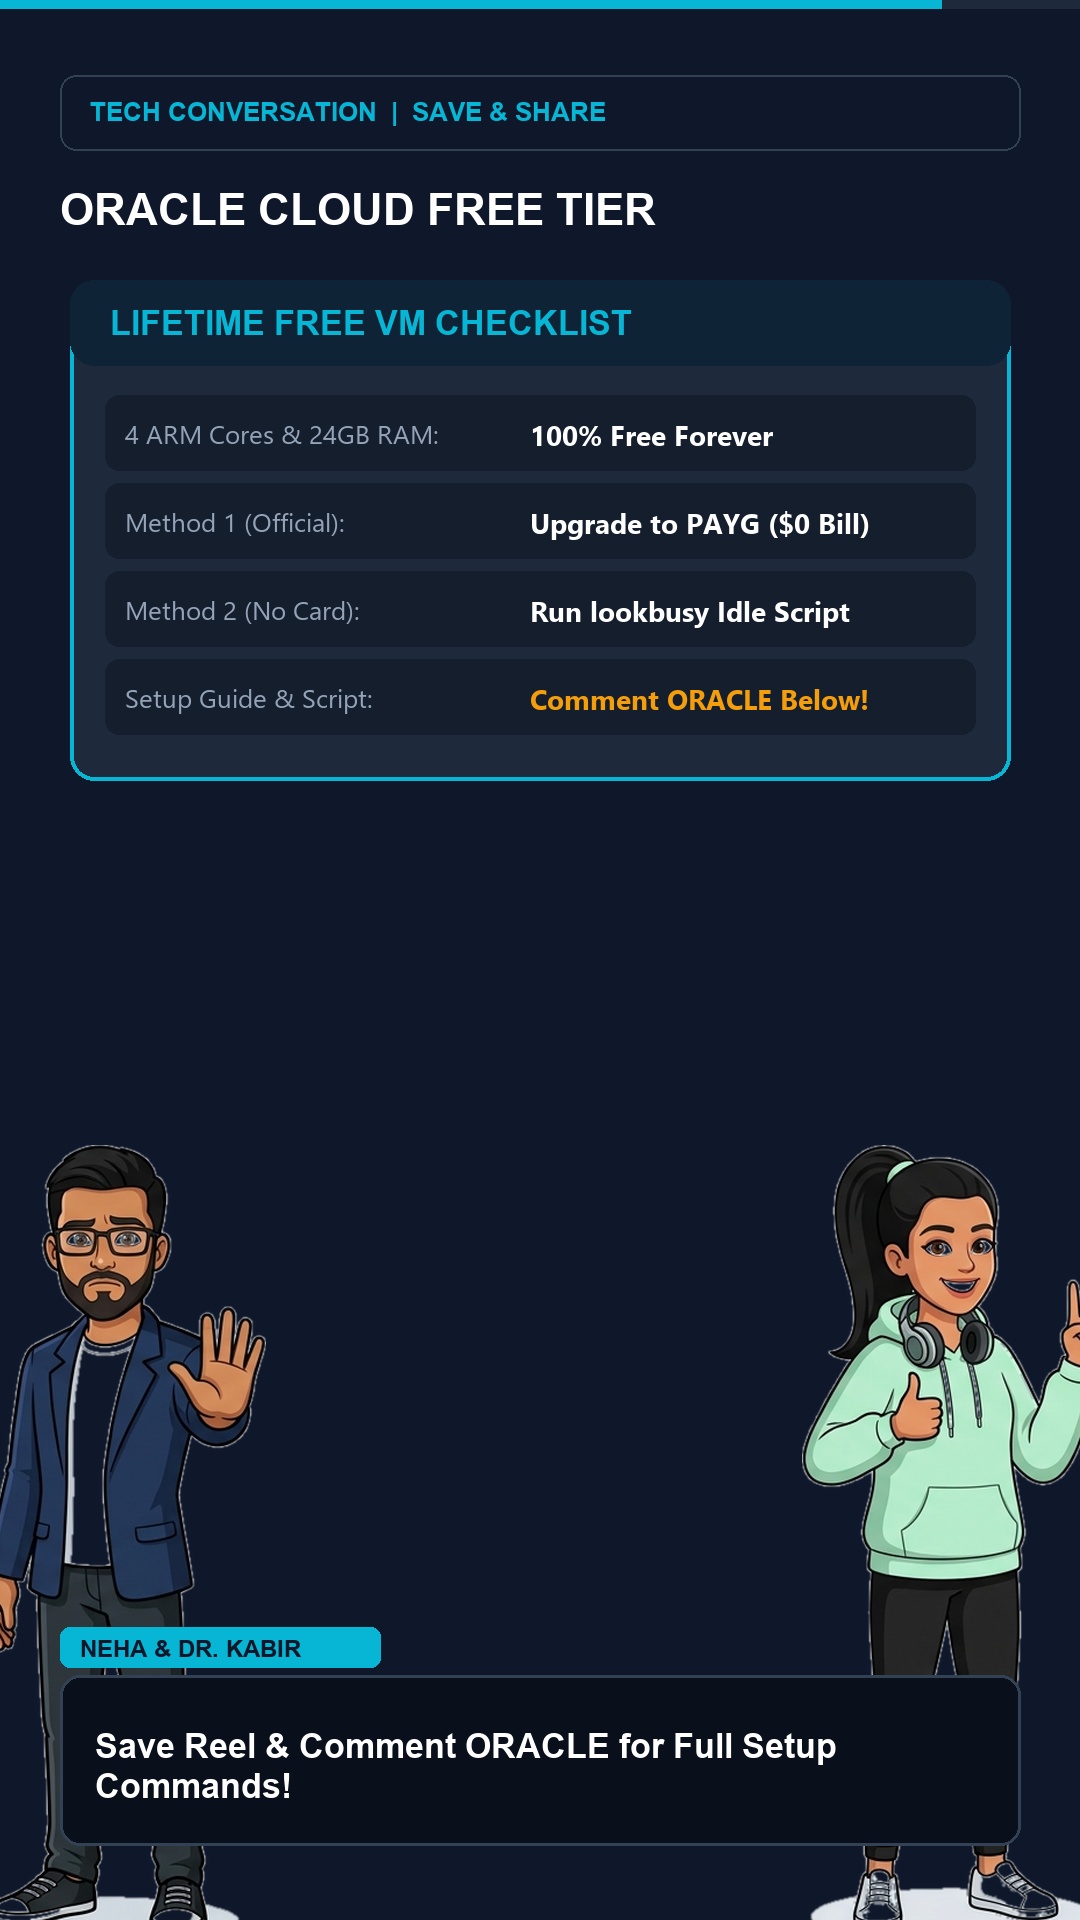 TECH CONVERSATION | SAVE & SHARE
ORACLE CLOUD FREE TIER
LIFETIME FREE VM CHECKLIST
4 ARM Cores & 24GB RAM: 100% Free Forever
Method 1 (Official): Upgrade to PAYG ($0 Bill)
Method 2 (No Card): Run lookbusy Idle Script
Setup Guide & Script: Comment ORACLE Below!
NEHA & DR. KABIR
Save Reel & Comment ORACLE for Full Setup
Commands!